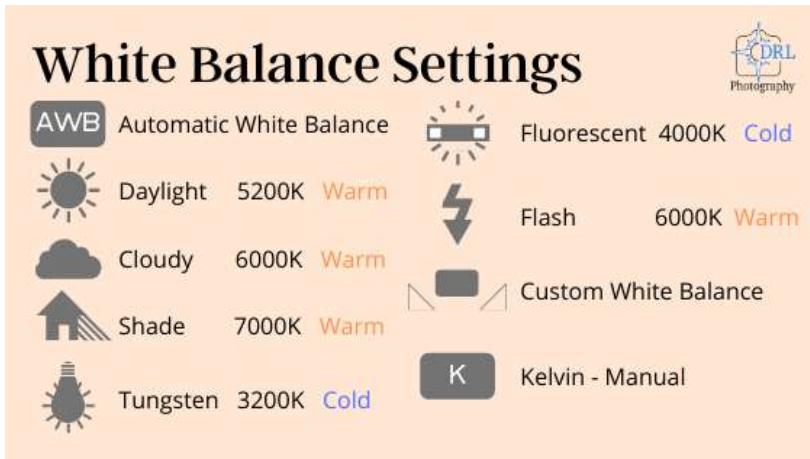 White Balance Settings
DRL
Photography
AWB Automatic White Balance
Daylight 5200K Warm
Cloudy 6000K Warm
Shade 7000K Warm
Tungsten 3200K Cold
Fluorescent 4000K Cold
Flash 6000K Warm
Custom White Balance
K Kelvin - Manual